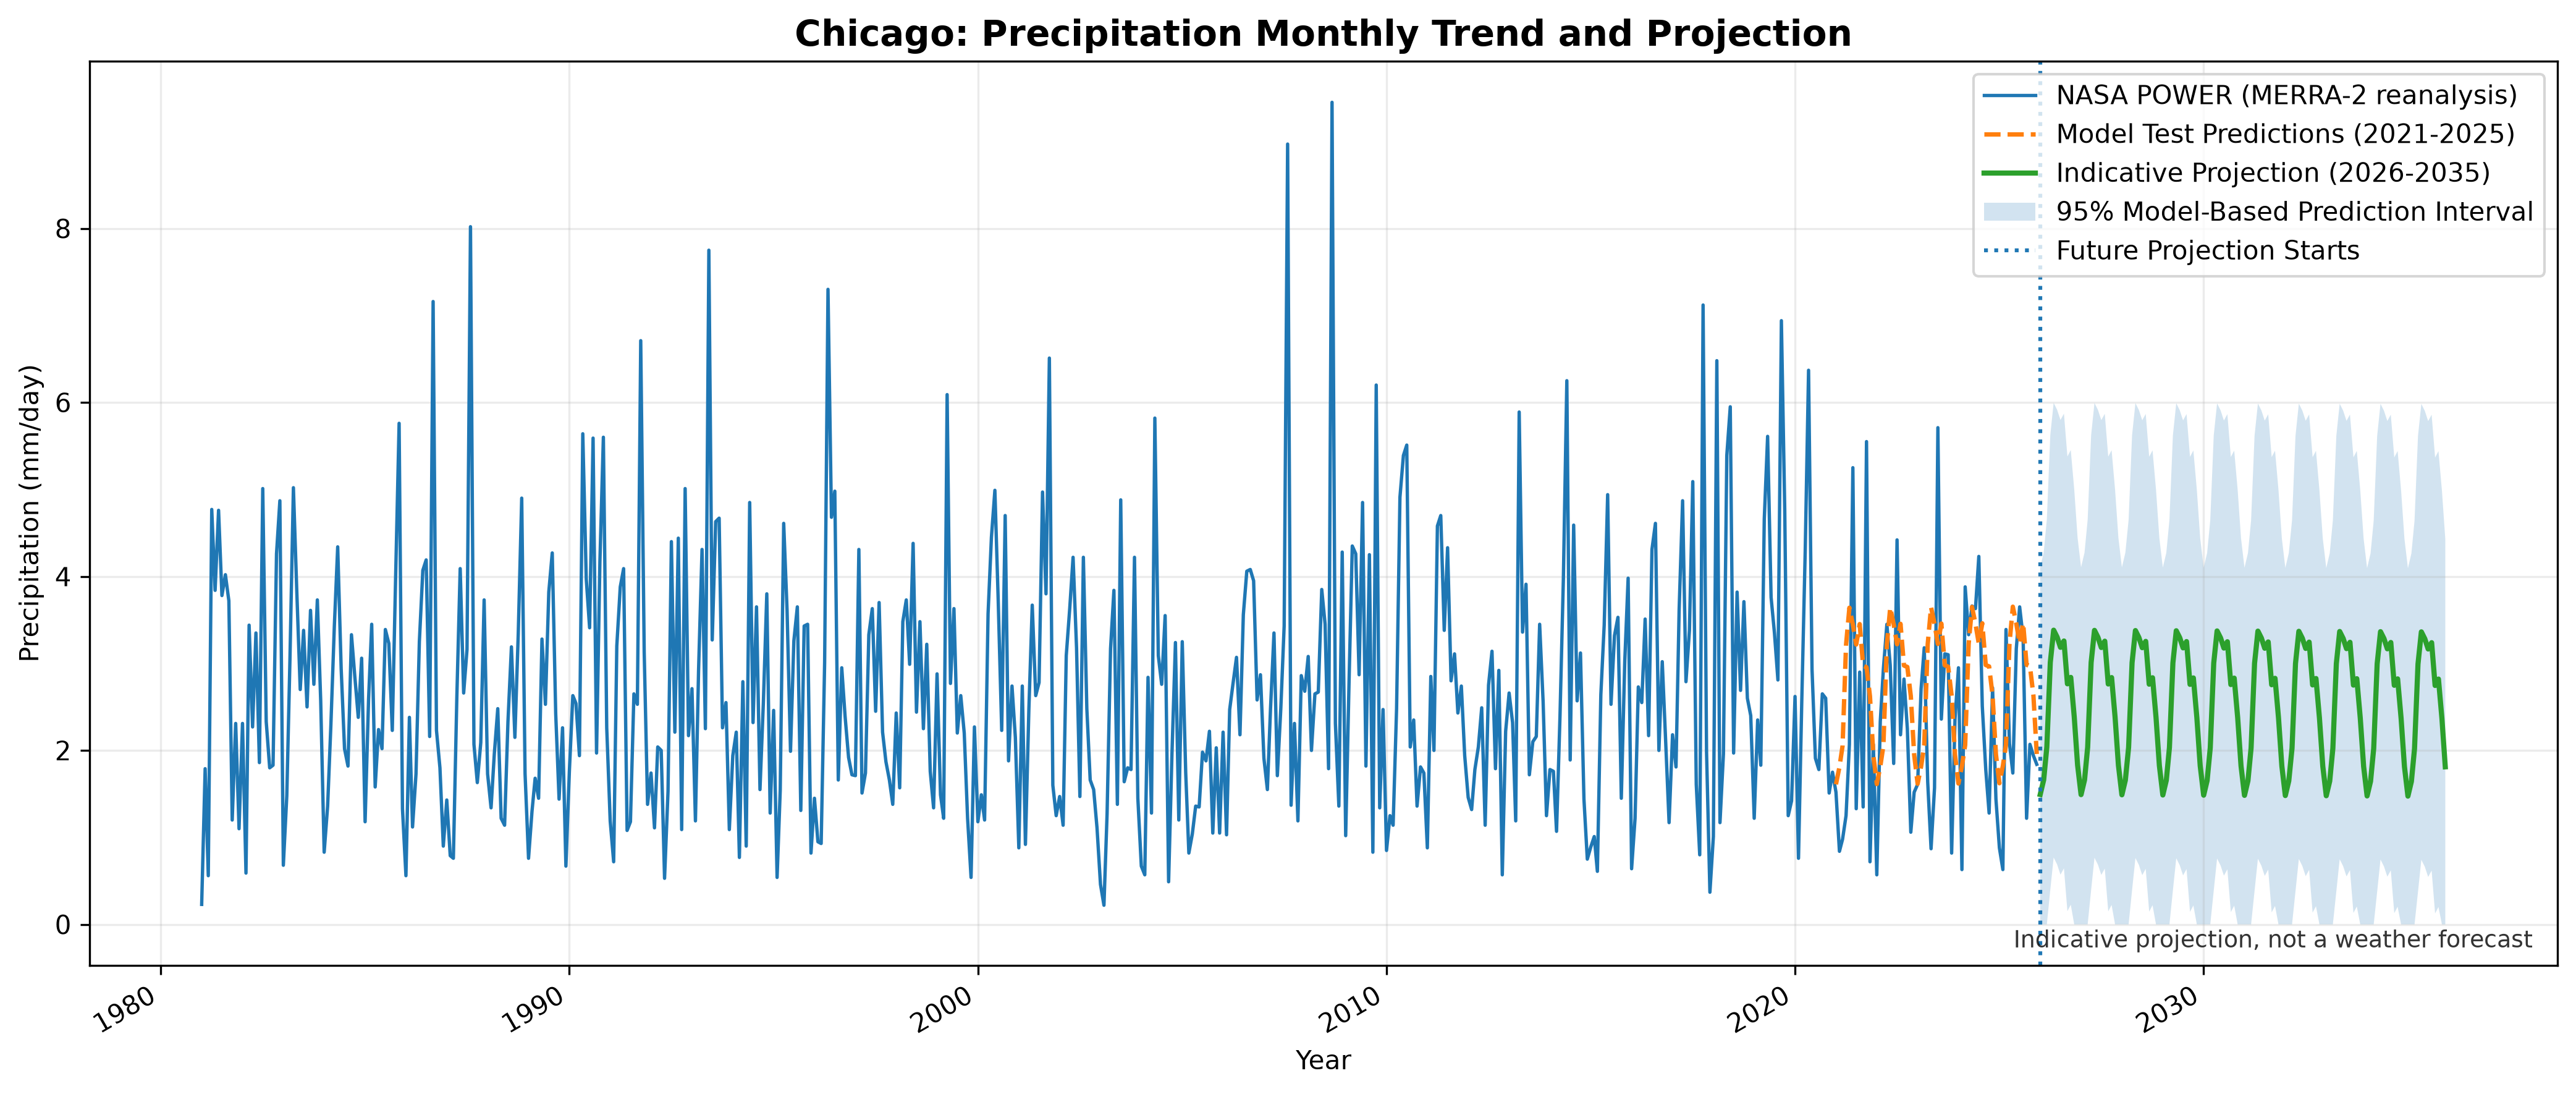 Chicago: Precipitation Monthly Trend and Projection
NASA POWER (MERRA-2 reanalysis)
Model Test Predictions (2021-2025)
Indicative Projection (2026-2035)
95% Model-Based Prediction Interval
Future Projection Starts
Precipitation (mm/day)
8
6
4
2
0
Indicative projection, not a weather forecast
1980
1990
2000
2010
2020
2030
Year